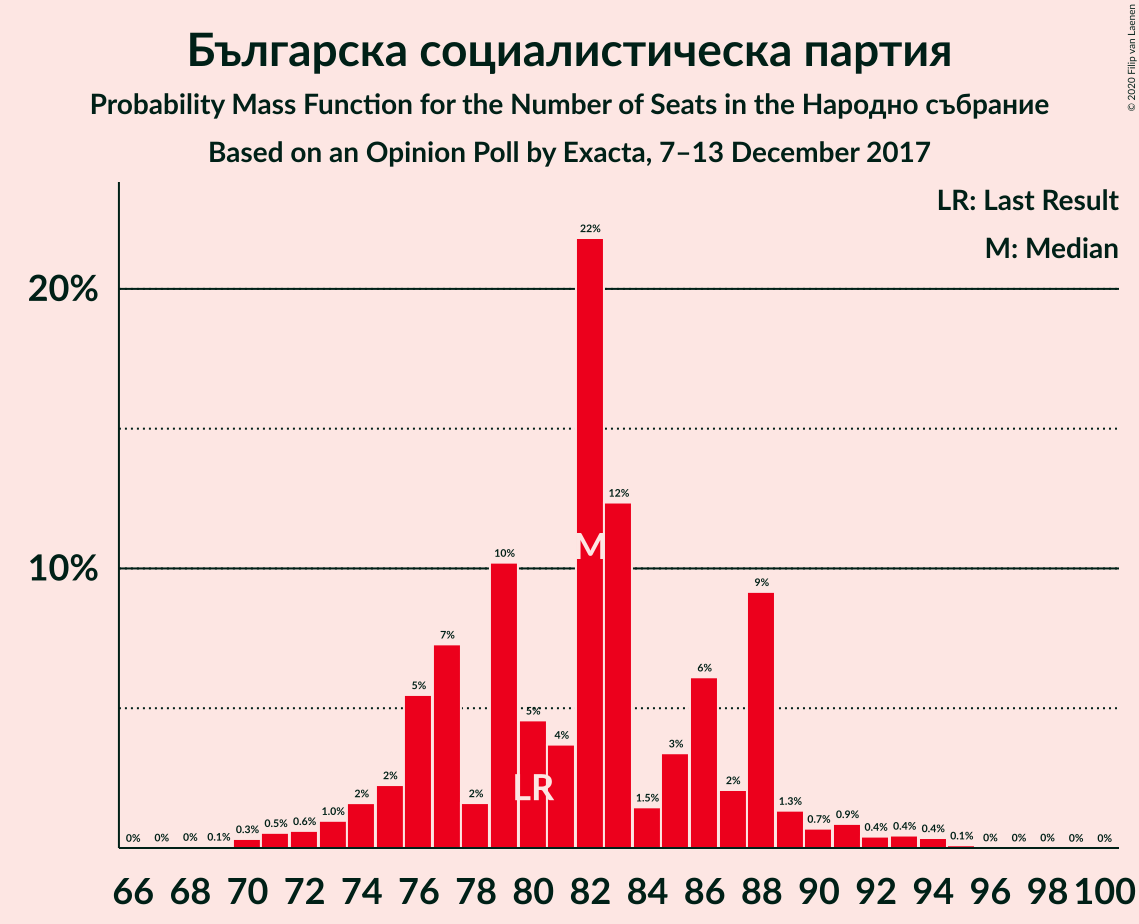 Българска социалистическа партия
Probability Mass Function for the Number of Seats in the Народно събрание
Based on an Opinion Poll by Exacta, 7–13 December 2017
© 2020 Filip van Laenen
LR: Last Result
M: Median
20%
10%
0% 0% 0% 0.1% 0.3% 0.5% 0.6% 1.0% 2% 2% 5% 7% 2% 10% 5% 4% 22% 12% 1.5% 3% 6% 2% 9% 1.3% 0.7% 0.9% 0.4% 0.4% 0.4% 0.1% 0% 0% 0% 0% 0%
M
LR
66 68 70 72 74 76 78 80 82 84 86 88 90 92 94 96 98 100